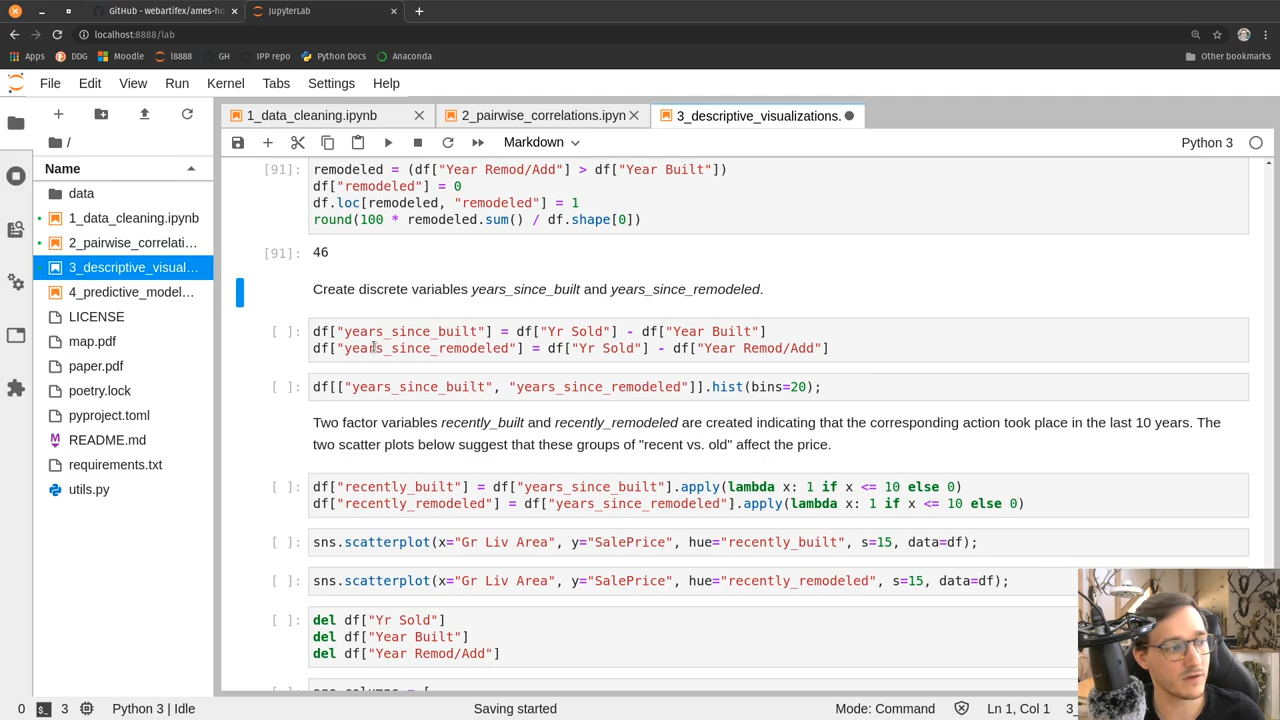 GitHub - webartifex/ames-ho
JupyterLab
localhost:8888/lab
Apps
DDG
Moodle
l8888
GH
IPP repo
Python Docs
Anaconda
Other bookmarks
File Edit View Run Kernel Tabs Settings Help
1_data_cleaning.ipynb
2_pairwise_correlations.ipyn
3_descriptive_visualizations.
/
Markdown
Python 3
Name
data
1_data_cleaning.ipynb
2_pairwise_correlati…
3_descriptive_visual…
4_predictive_model…
LICENSE
map.pdf
paper.pdf
poetry.lock
pyproject.toml
README.md
requirements.txt
utils.py
[91]: remodeled = (df["Year Remod/Add"] > df["Year Built"])
df["remodeled"] = 0
df.loc[remodeled, "remodeled"] = 1
round(100 * remodeled.sum() / df.shape[0])
[91]: 46
Create discrete variables years_since_built and years_since_remodeled.
[ ]: df["years_since_built"] = df["Yr Sold"] - df["Year Built"]
df["years_since_remodeled"] = df["Yr Sold"] - df["Year Remod/Add"]
[ ]: df[["years_since_built", "years_since_remodeled"]].hist(bins=20);
Two factor variables recently_built and recently_remodeled are created indicating that the corresponding action took place in the last 10 years. The
two scatter plots below suggest that these groups of "recent vs. old" affect the price.
[ ]: df["recently_built"] = df["years_since_built"].apply(lambda x: 1 if x <= 10 else 0)
df["recently_remodeled"] = df["years_since_remodeled"].apply(lambda x: 1 if x <= 10 else 0)
[ ]: sns.scatterplot(x="Gr Liv Area", y="SalePrice", hue="recently_built", s=15, data=df);
[ ]: sns.scatterplot(x="Gr Liv Area", y="SalePrice", hue="recently_remodeled", s=15, data=df);
[ ]: del df["Yr Sold"]
del df["Year Built"]
del df["Year Remod/Add"]
0
3
Python 3 | Idle
Saving started
Mode: Command
Ln 1, Col 1